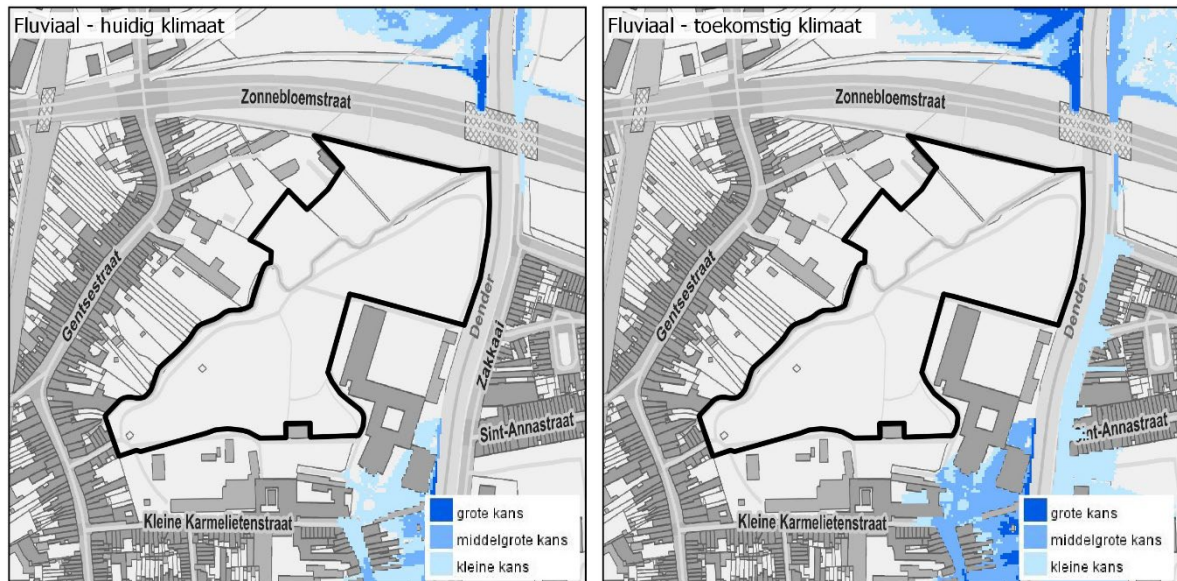 Fluviaal - huidig klimaat
Zonnebloemstraat
Gentsestraat
Dender
Zakkaai
Sint-Annastraat
Kleine Karmelietenstraat
grote kans
middelgrote kans
kleine kans
Fluviaal - toekomstig klimaat
Zonnebloemstraat
Gentsestraat
Dender
Sint-Annastraat
Kleine Karmelietenstraat
grote kans
middelgrote kans
kleine kans